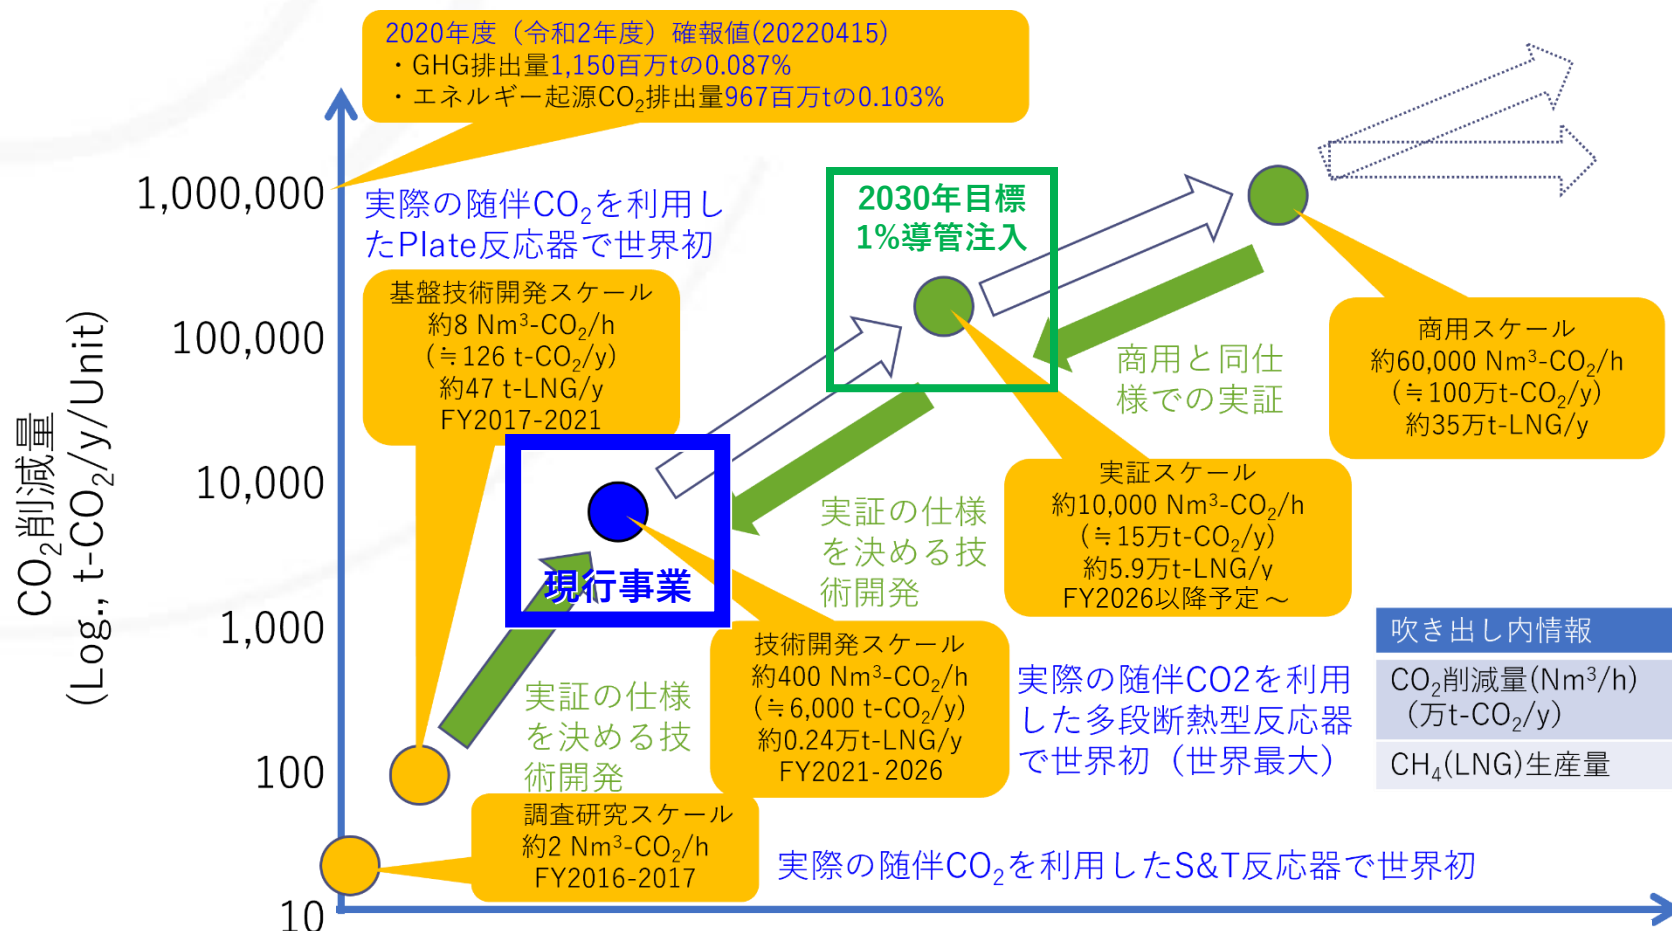 2020年度（令和2年度）確報値(20220415)
・GHG排出量1,150百万tの0.087%
・エネルギー起源CO₂排出量967百万tの0.103%
CO₂削減量
(Log., t-CO₂/y/Unit)
1,000,000
100,000
10,000
1,000
100
10
実際の随伴CO₂を利用し
たPlate反応器で世界初
基盤技術開発スケール
約8 Nm³-CO₂/h
（≒126 t-CO₂/y）
約47 t-LNG/y
FY2017-2021
2030年目標
1%導管注入
商用と同仕
様での実証
商用スケール
約60,000 Nm³-CO₂/h
（≒100万t-CO₂/y）
約35万t-LNG/y
現行事業
実証の仕様
を決める技
術開発
実証スケール
約10,000 Nm³-CO₂/h
（≒15万t-CO₂/y）
約5.9万t-LNG/y
FY2026以降予定～
実証の仕様
を決める技
術開発
技術開発スケール
約400 Nm³-CO₂/h
（≒6,000 t-CO₂/y）
約0.24万t-LNG/y
FY2021-2026
実際の随伴CO2を利用
した多段断熱型反応器
で世界初（世界最大）
吹き出し内情報
CO₂削減量(Nm³/h)
（万t-CO₂/y）
CH₄(LNG)生産量
調査研究スケール
約2 Nm³-CO₂/h
FY2016-2017
実際の随伴CO₂を利用したS&T反応器で世界初